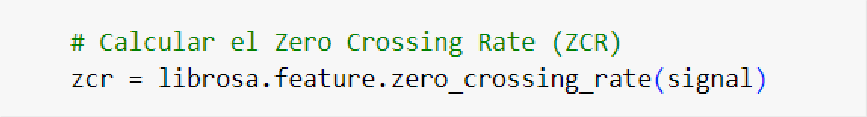 # Calcular el Zero Crossing Rate (ZCR)
zcr = librosa.feature.zero_crossing_rate(signal)